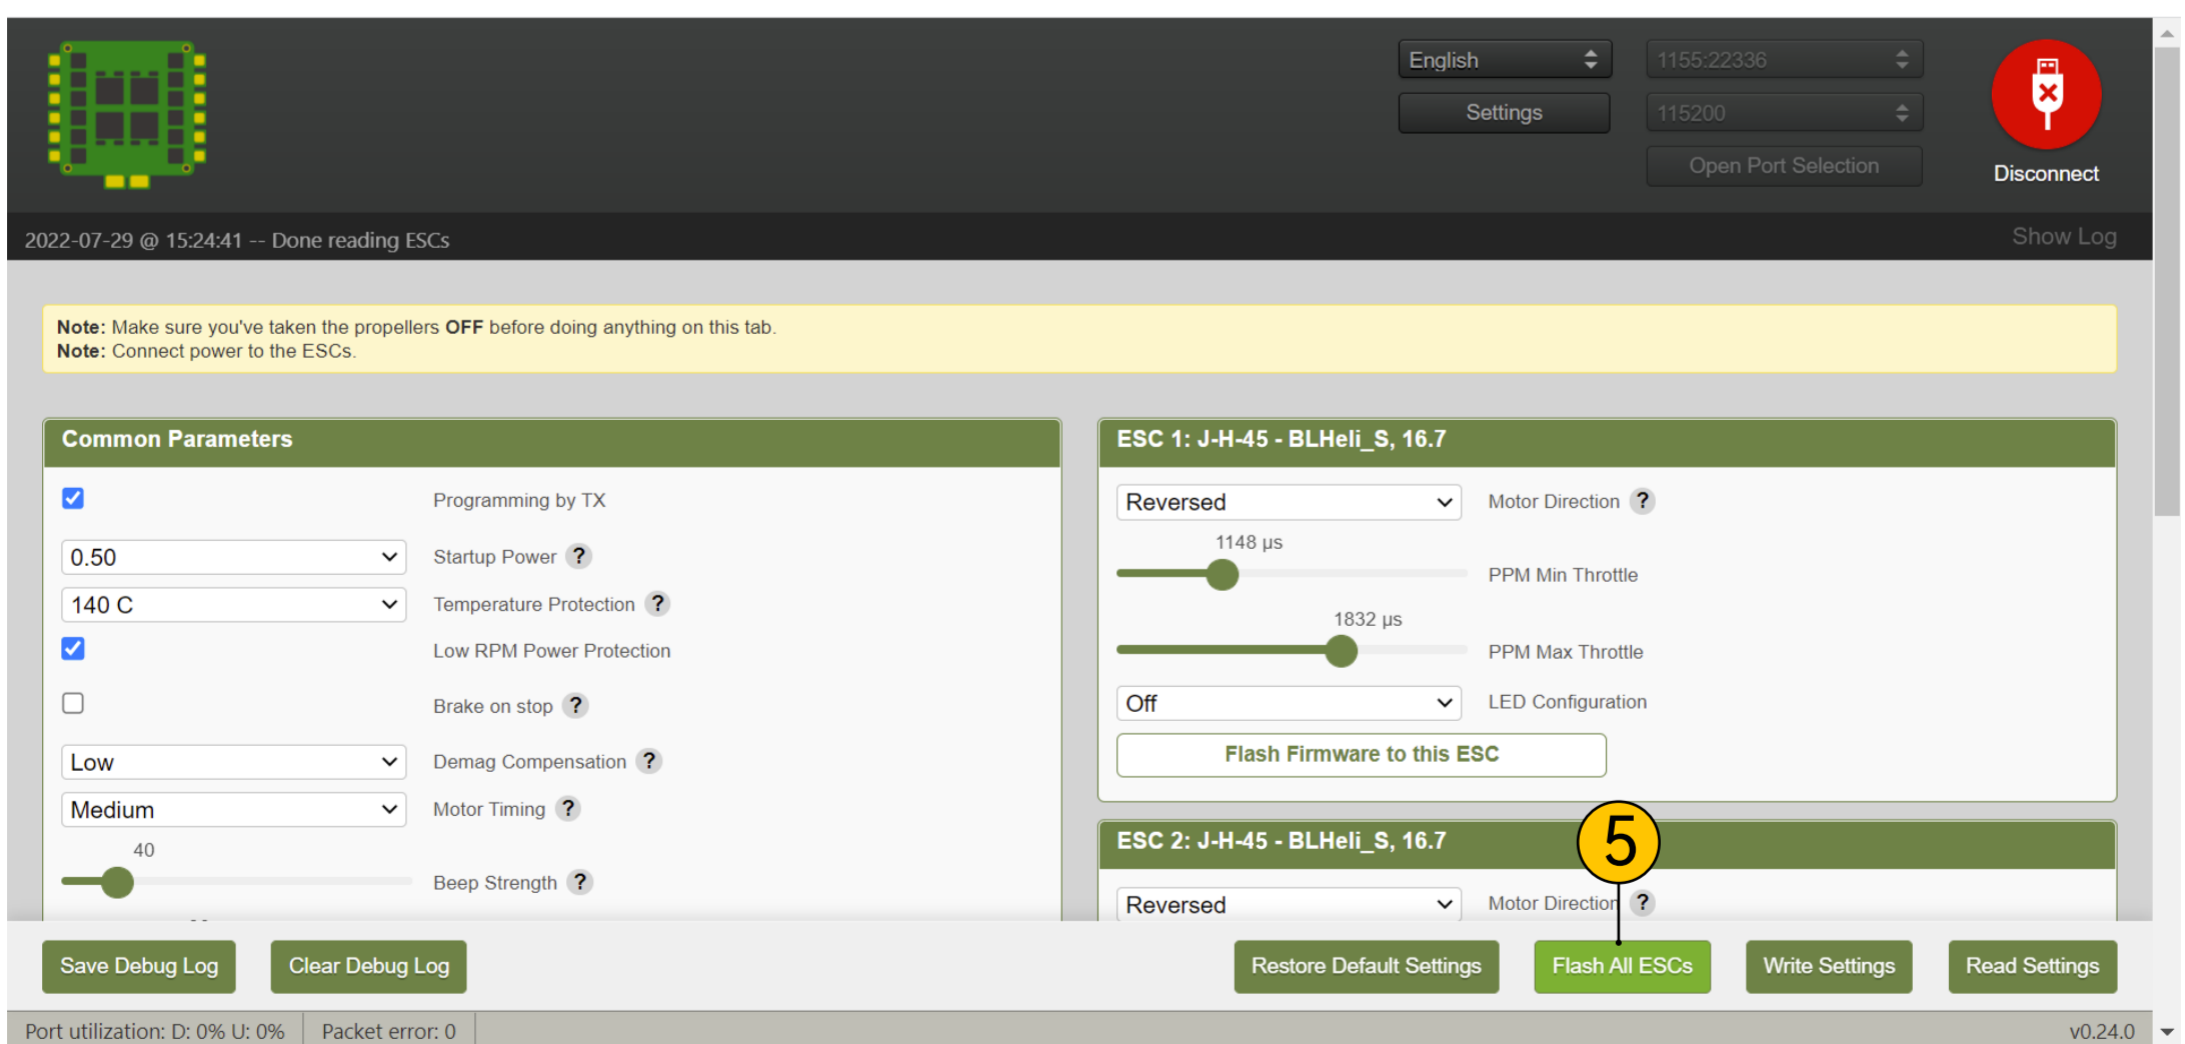 English
1155:22336
Settings
115200
Open Port Selection
Disconnect
2022-07-29 @ 15:24:41 -- Done reading ESCs
Show Log
Note: Make sure you've taken the propellers OFF before doing anything on this tab.
Note: Connect power to the ESCs.
Common Parameters
Programming by TX
0.50
Startup Power ?
140 C
Temperature Protection ?
Low RPM Power Protection
Brake on stop ?
Low
Demag Compensation ?
Medium
Motor Timing ?
40
Beep Strength ?
ESC 1: J-H-45 - BLHeli_S, 16.7
Reversed
Motor Direction ?
1148 µs
PPM Min Throttle
1832 µs
PPM Max Throttle
Off
LED Configuration
Flash Firmware to this ESC
ESC 2: J-H-45 - BLHeli_S, 16.7
5
Reversed
Motor Direction ?
Save Debug Log
Clear Debug Log
Restore Default Settings
Flash All ESCs
Write Settings
Read Settings
Port utilization: D: 0% U: 0%
Packet error: 0
v0.24.0